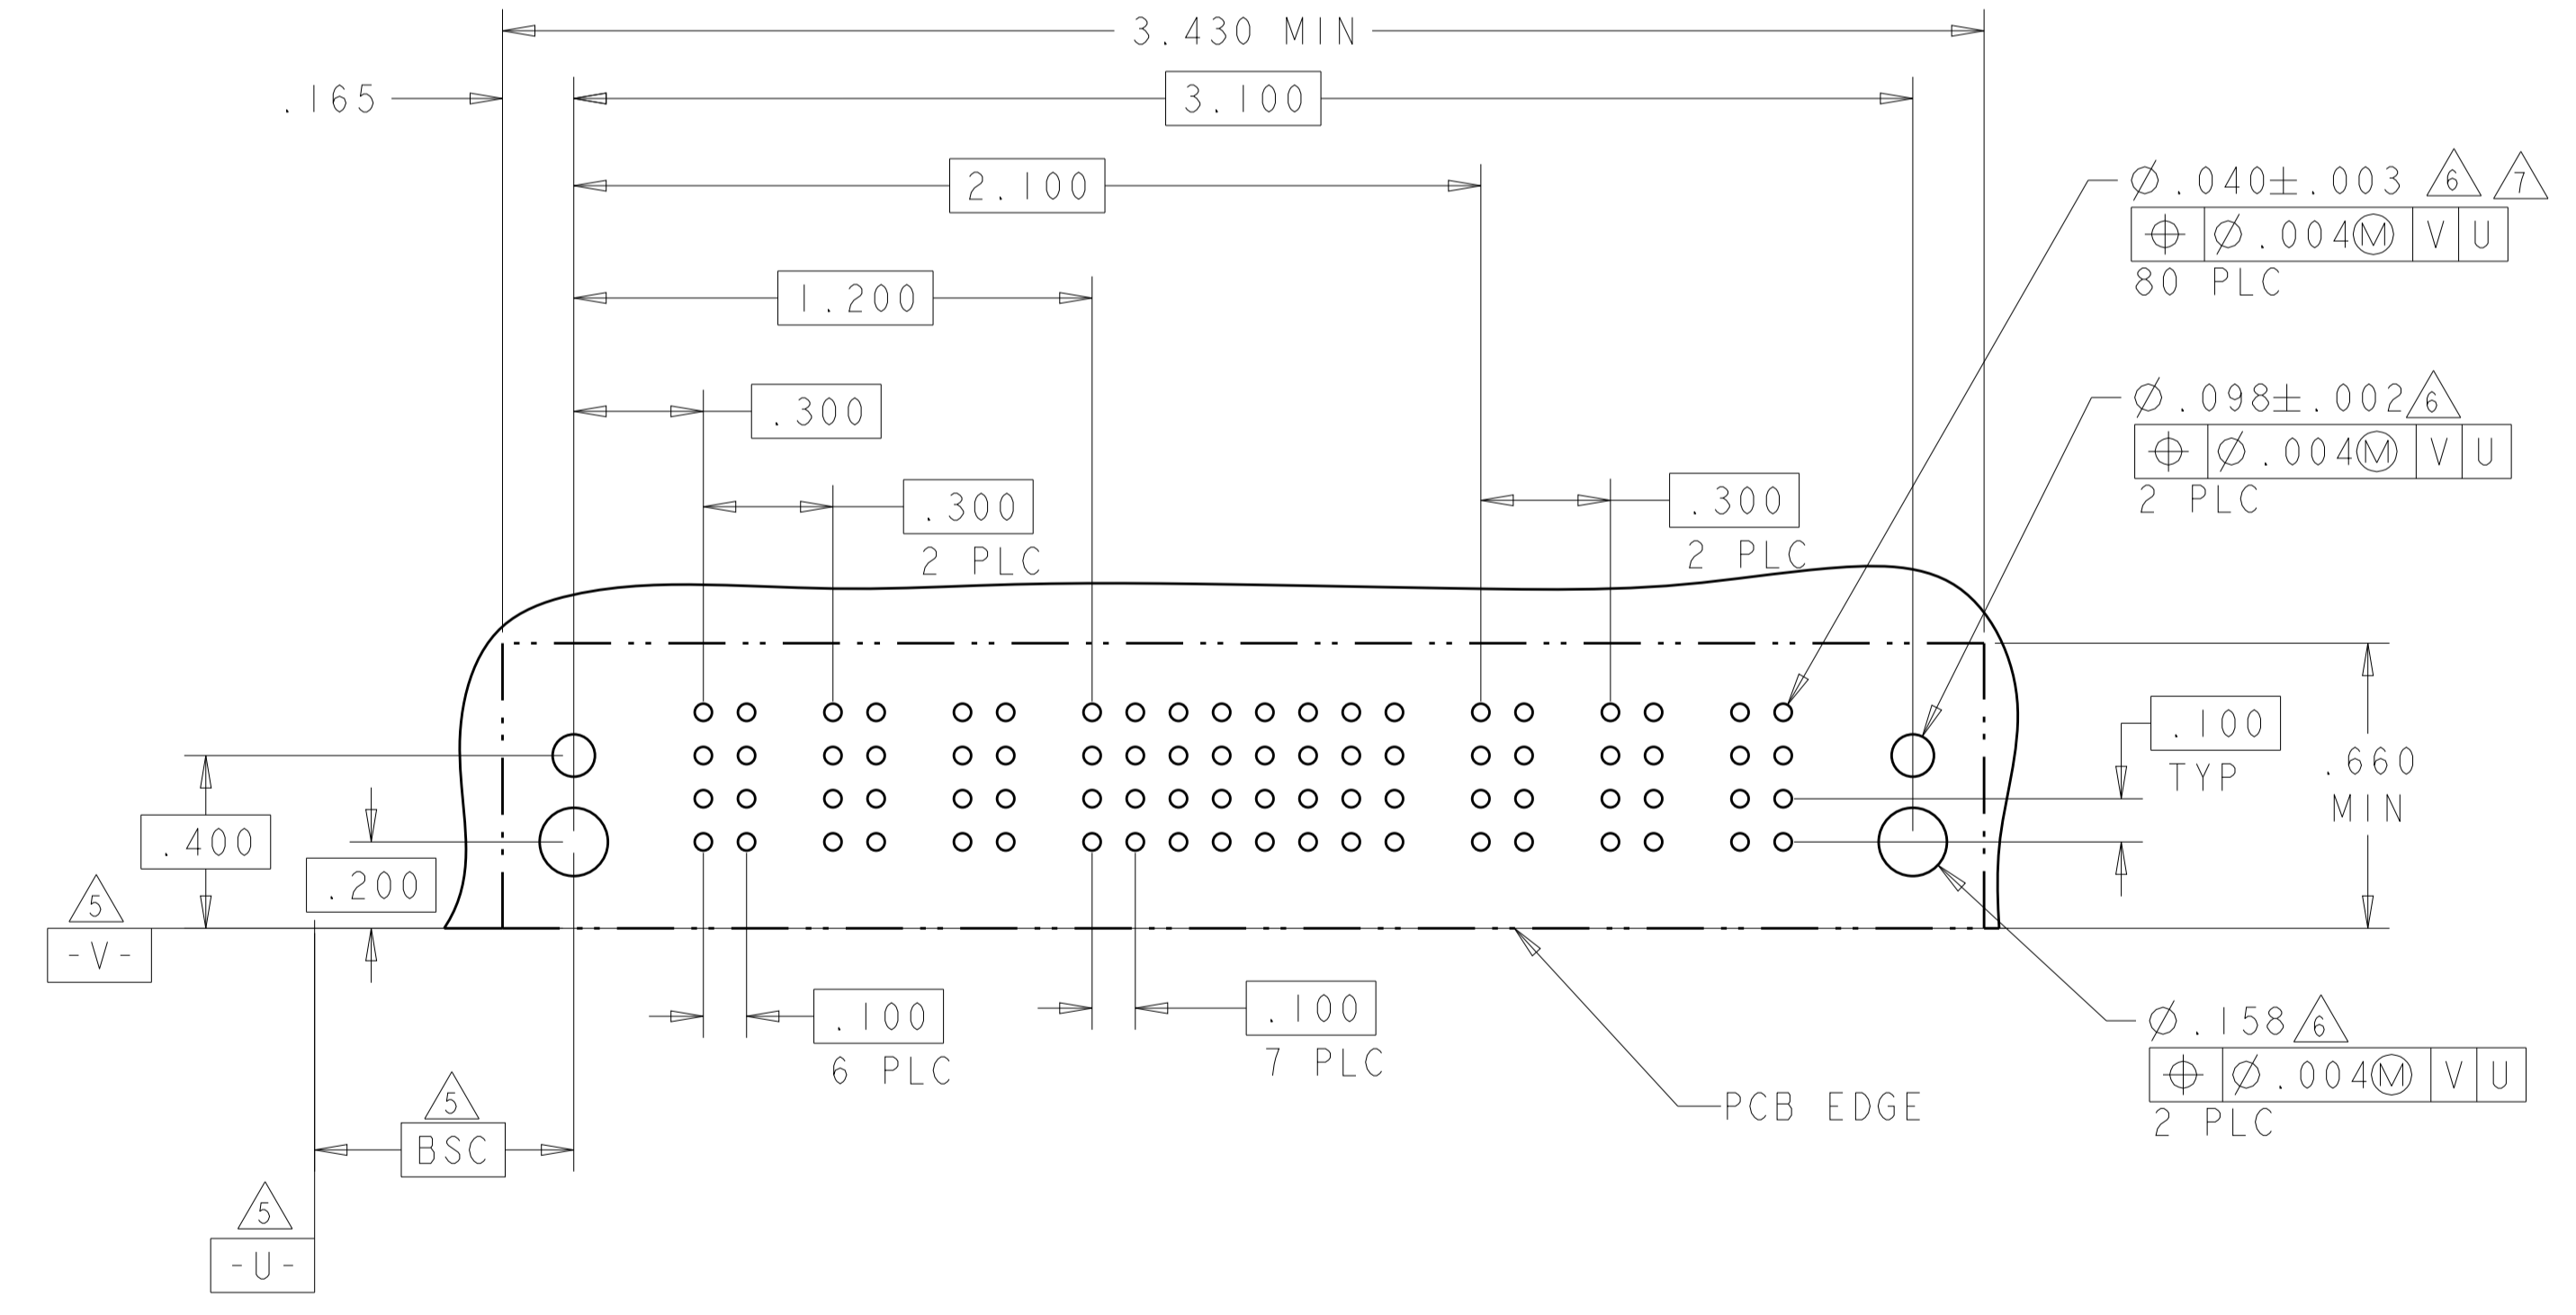 3.430 MIN
.165
3.100
2.100
Ø.040±.003 6 7
⌖ Ø.004Ⓜ V U
80 PLC
1.200
.300
Ø.098±.002 6
⌖ Ø.004Ⓜ V U
2 PLC
.300
2 PLC
.300
2 PLC
.100
TYP
.660
MIN
.400
.200
5
-V-
.100
6 PLC
.100
7 PLC
Ø.158 6
⌖ Ø.004Ⓜ V U
2 PLC
PCB EDGE
5
BSC
5
-U-